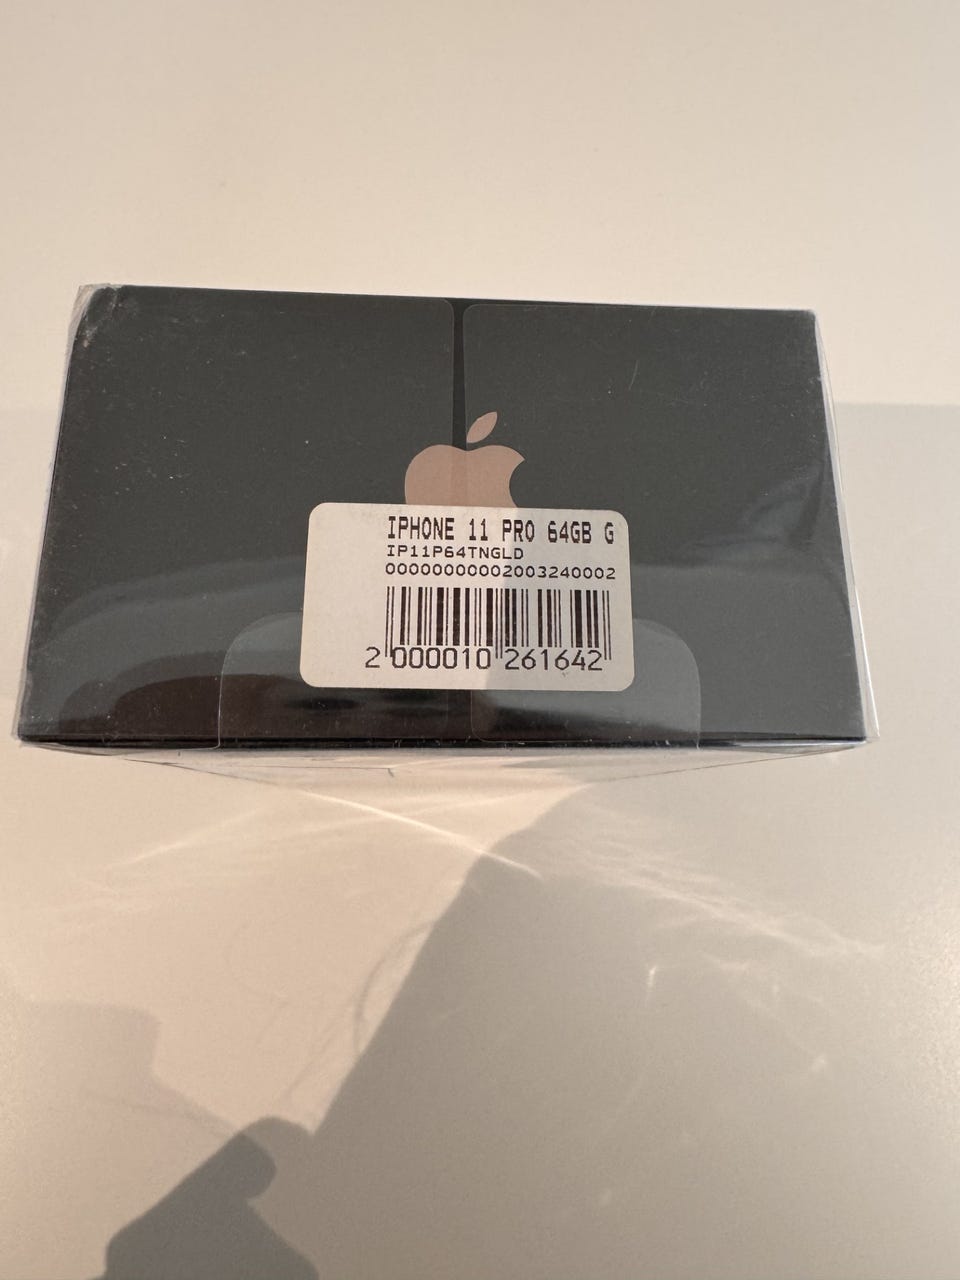 IPHONE 11 PRO 64GB G
IP11P64TNGLD
00000000002003240002
2 000010 261642